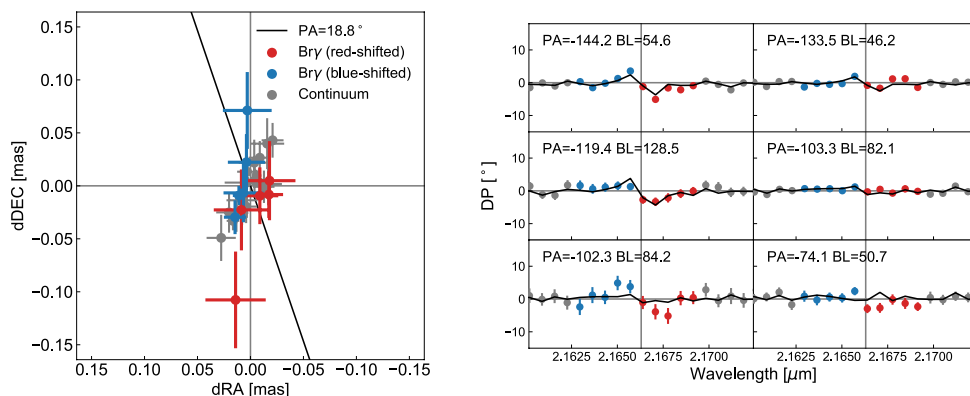 0.15
0.10
0.05
0.00
−0.05
−0.10
−0.15
dDEC [mas]
PA=18.8°
Brγ (red-shifted)
Brγ (blue-shifted)
Continuum
0.15 0.10 0.05 0.00 −0.05 −0.10 −0.15
dRA [mas]
PA=-144.2 BL=54.6
PA=-133.5 BL=46.2
10
0
−10
PA=-119.4 BL=128.5
PA=-103.3 BL=82.1
10
0
−10
DP [°]
PA=-102.3 BL=84.2
PA=-74.1 BL=50.7
10
0
−10
2.1625 2.1650 2.1675 2.1700 2.1625 2.1650 2.1675 2.1700
Wavelength [μm]